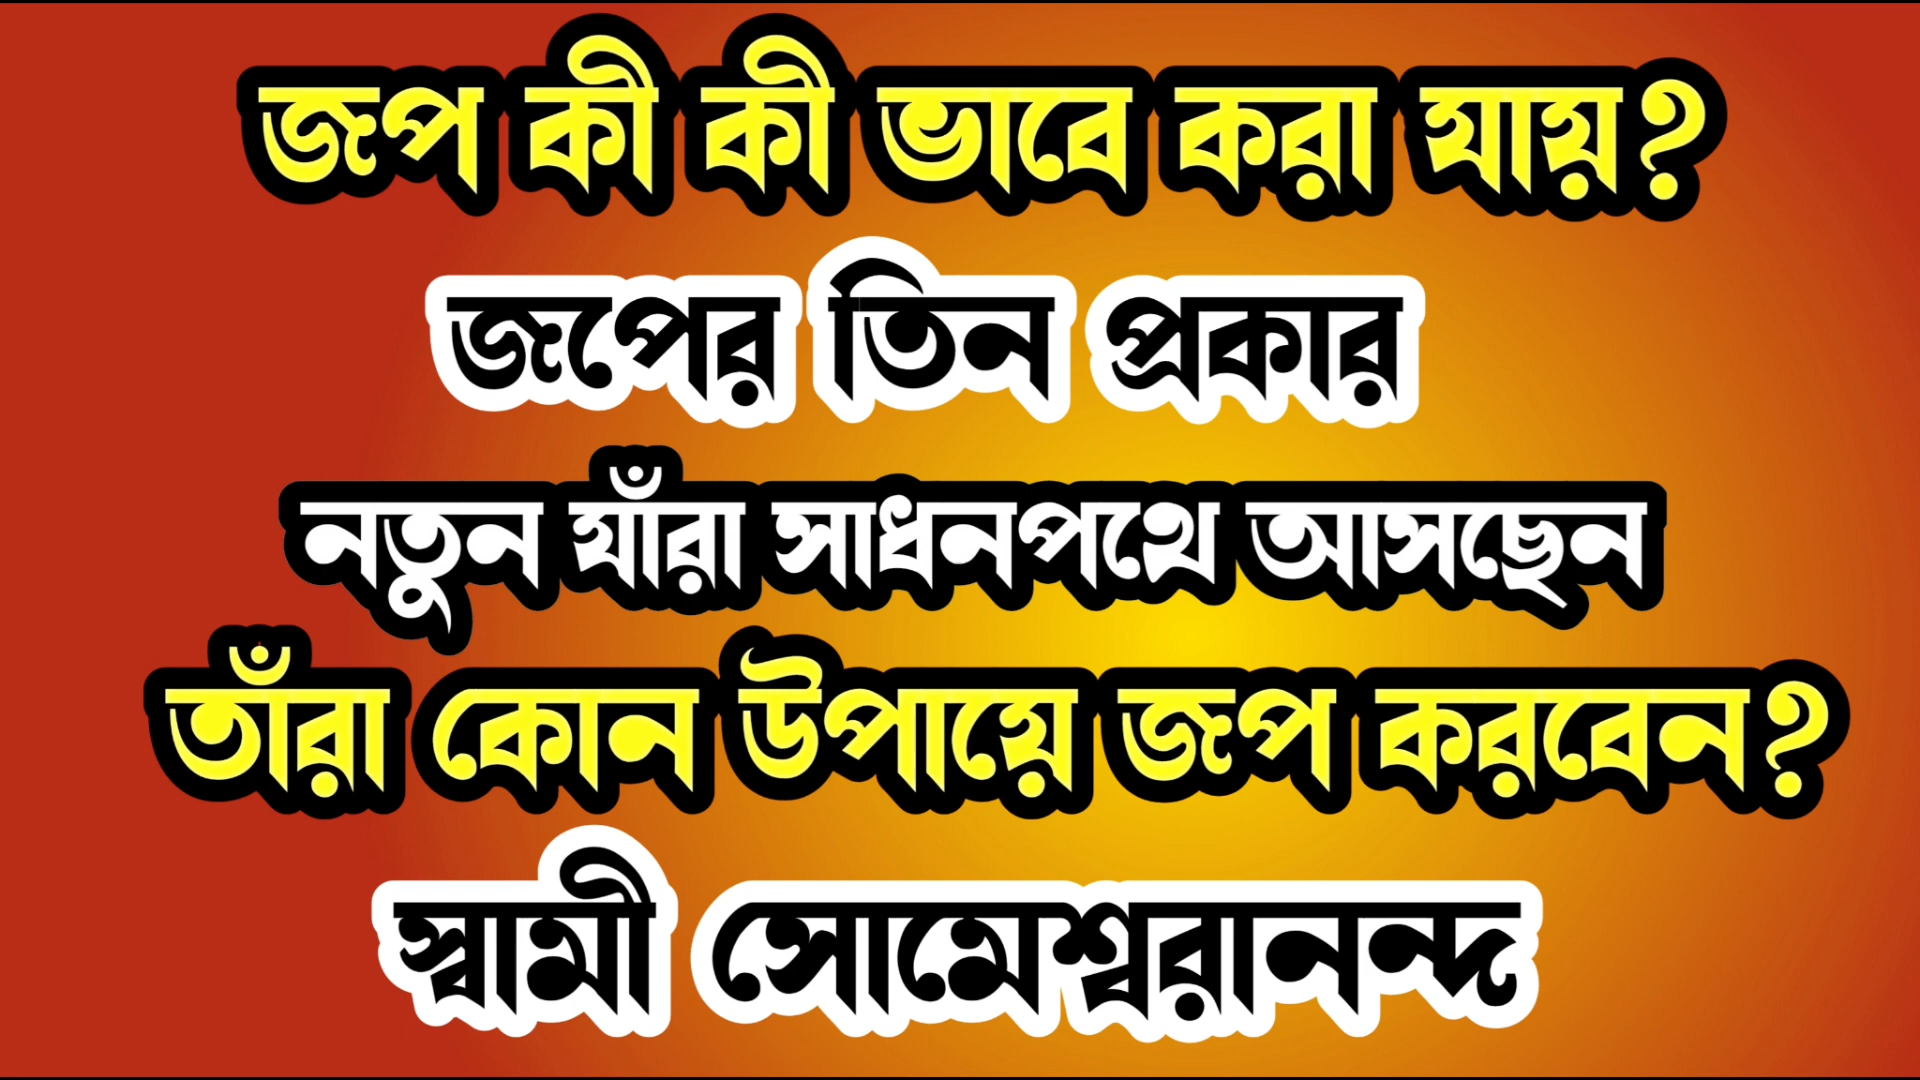 জপ কী কী ভাবে করা যায়?
জপের তিন প্রকার
নতুন যাঁরা সাধনপথে আসছেন
তাঁরা কোন উপায়ে জপ করবেন?
স্বামী সোমেশ্বরানন্দ